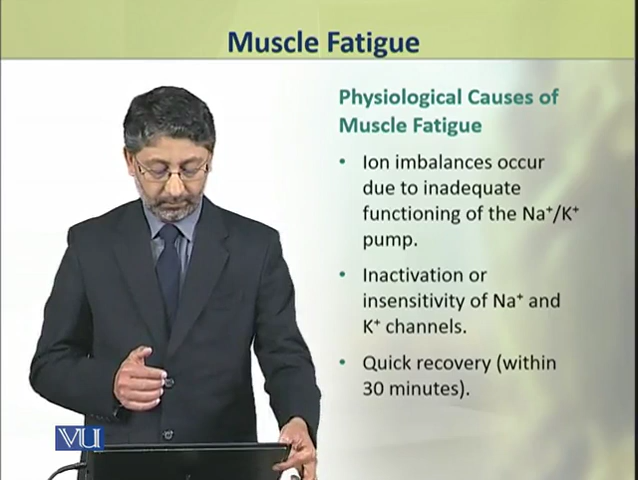 Muscle Fatigue
Physiological Causes of
Muscle Fatigue
• Ion imbalances occur
due to inadequate
functioning of the Na⁺/K⁺
pump.
• Inactivation or
insensitivity of Na⁺ and
K⁺ channels.
• Quick recovery (within
30 minutes).
VU